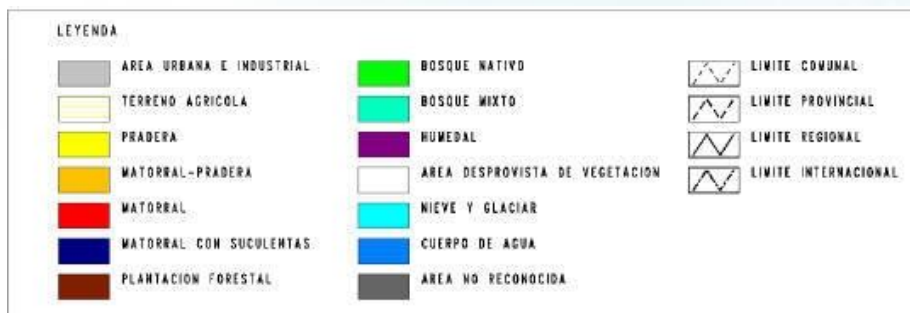 LEYENDA
AREA URBANA E INDUSTRIAL
TERRENO AGRICOLA
PRADERA
MATORRAL-PRADERA
MATORRAL
MATORRAL CON SUCULENTAS
PLANTACION FORESTAL
BOSQUE NATIVO
BOSQUE MIXTO
HUMEDAL
AREA DESPROVISTA DE VEGETACION
NIEVE Y GLACIAR
CUERPO DE AGUA
AREA NO RECONOCIDA
LIMITE COMUNAL
LIMITE PROVINCIAL
LIMITE REGIONAL
LIMITE INTERNACIONAL